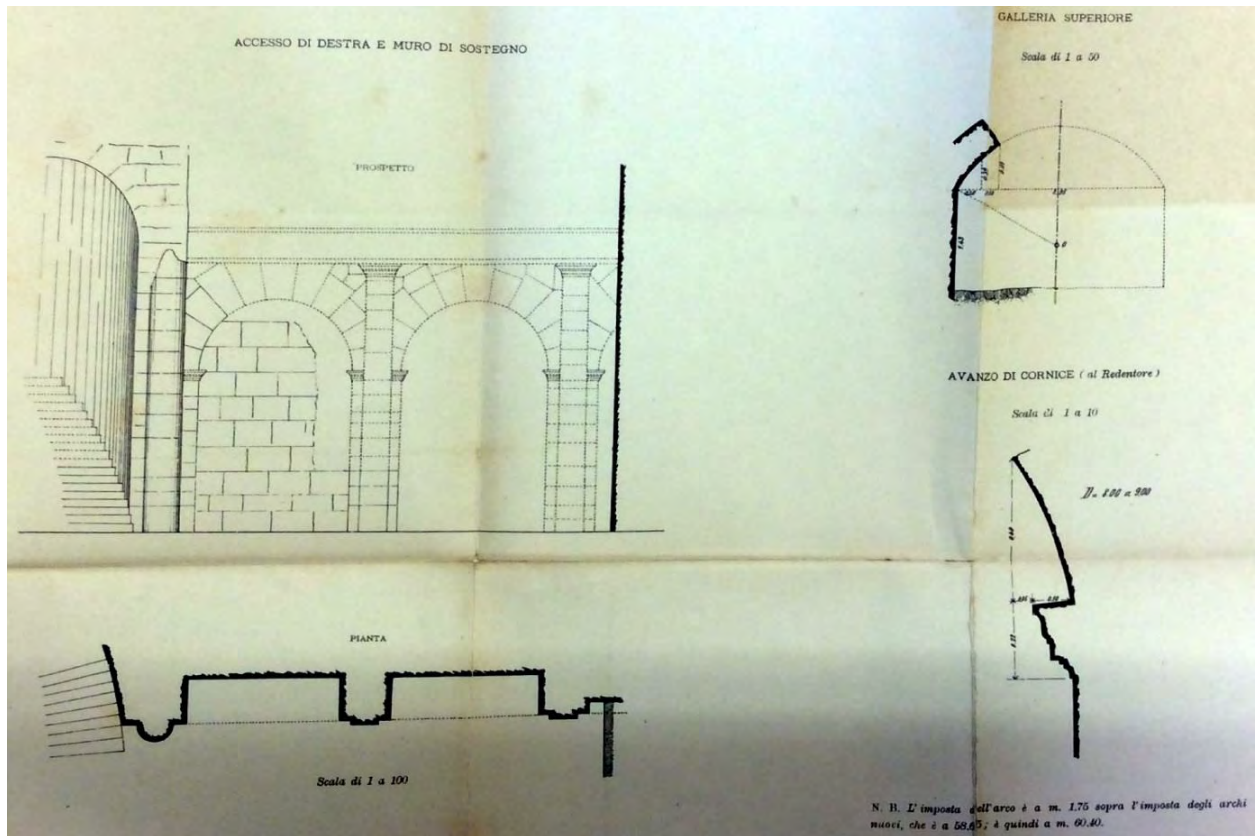 ACCESSO DI DESTRA E MURO DI SOSTEGNO
PROSPETTO
PIANTA
Scala di 1 a 100
GALLERIA SUPERIORE
Scala di 1 a 50
AVANZO DI CORNICE (al Redentore)
Scala di 1 a 10
N. B. L'imposta dell'arco è a m. 1.75 sopra l'imposta degli archi
nuovi, che è a 58.65; è quindi a m. 60.40.